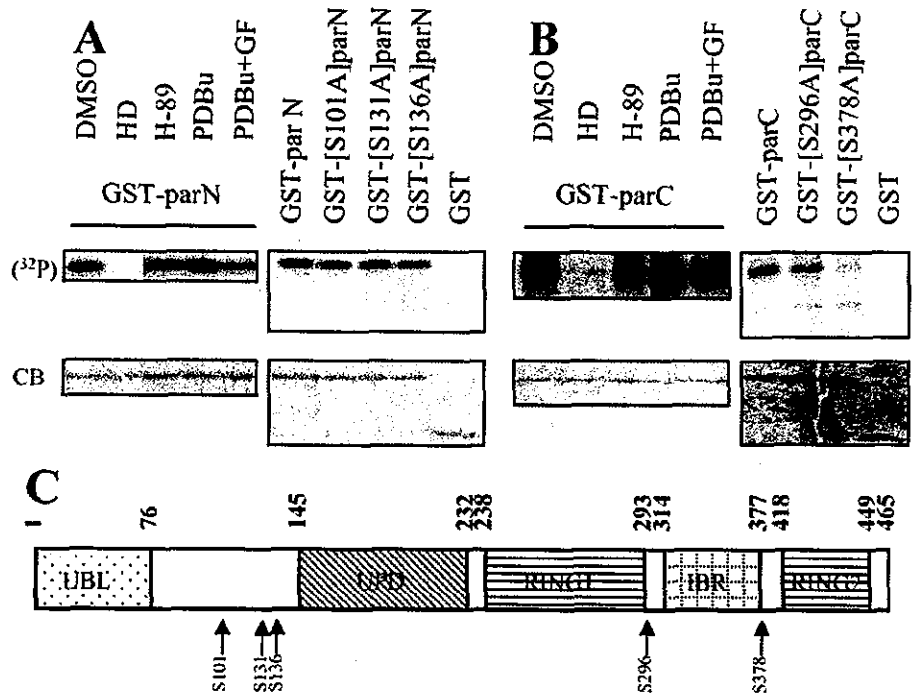 A
DMSO
HD
H-89
PDBu
PDBu+GF
GST-parN
GST-par N
GST-[S101A]parN
GST-[S131A]parN
GST-[S136A]parN
GST
B
DMSO
HD
H-89
PDBu
PDBu+GF
GST-parC
GST-parC
GST-[S296A]parC
GST-[S378A]parC
GST
(³²P)
CB
C
1
76
145
232
238
293
314
377
418
449
465
UBL
UPD
RING1
IBR
RING2
S101
S131
S136
S296
S378